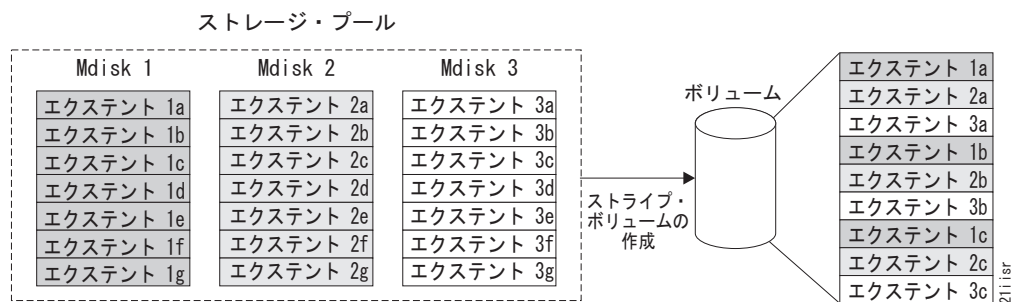 ストレージ・プール
Mdisk 1
エクステント 1a
エクステント 1b
エクステント 1c
エクステント 1d
エクステント 1e
エクステント 1f
エクステント 1g
Mdisk 2
エクステント 2a
エクステント 2b
エクステント 2c
エクステント 2d
エクステント 2e
エクステント 2f
エクステント 2g
Mdisk 3
エクステント 3a
エクステント 3b
エクステント 3c
エクステント 3d
エクステント 3e
エクステント 3f
エクステント 3g
ストライプ・
ボリュームの
作成
ボリューム
エクステント 1a
エクステント 2a
エクステント 3a
エクステント 1b
エクステント 2b
エクステント 3b
エクステント 1c
エクステント 2c
エクステント 3c
21iisr